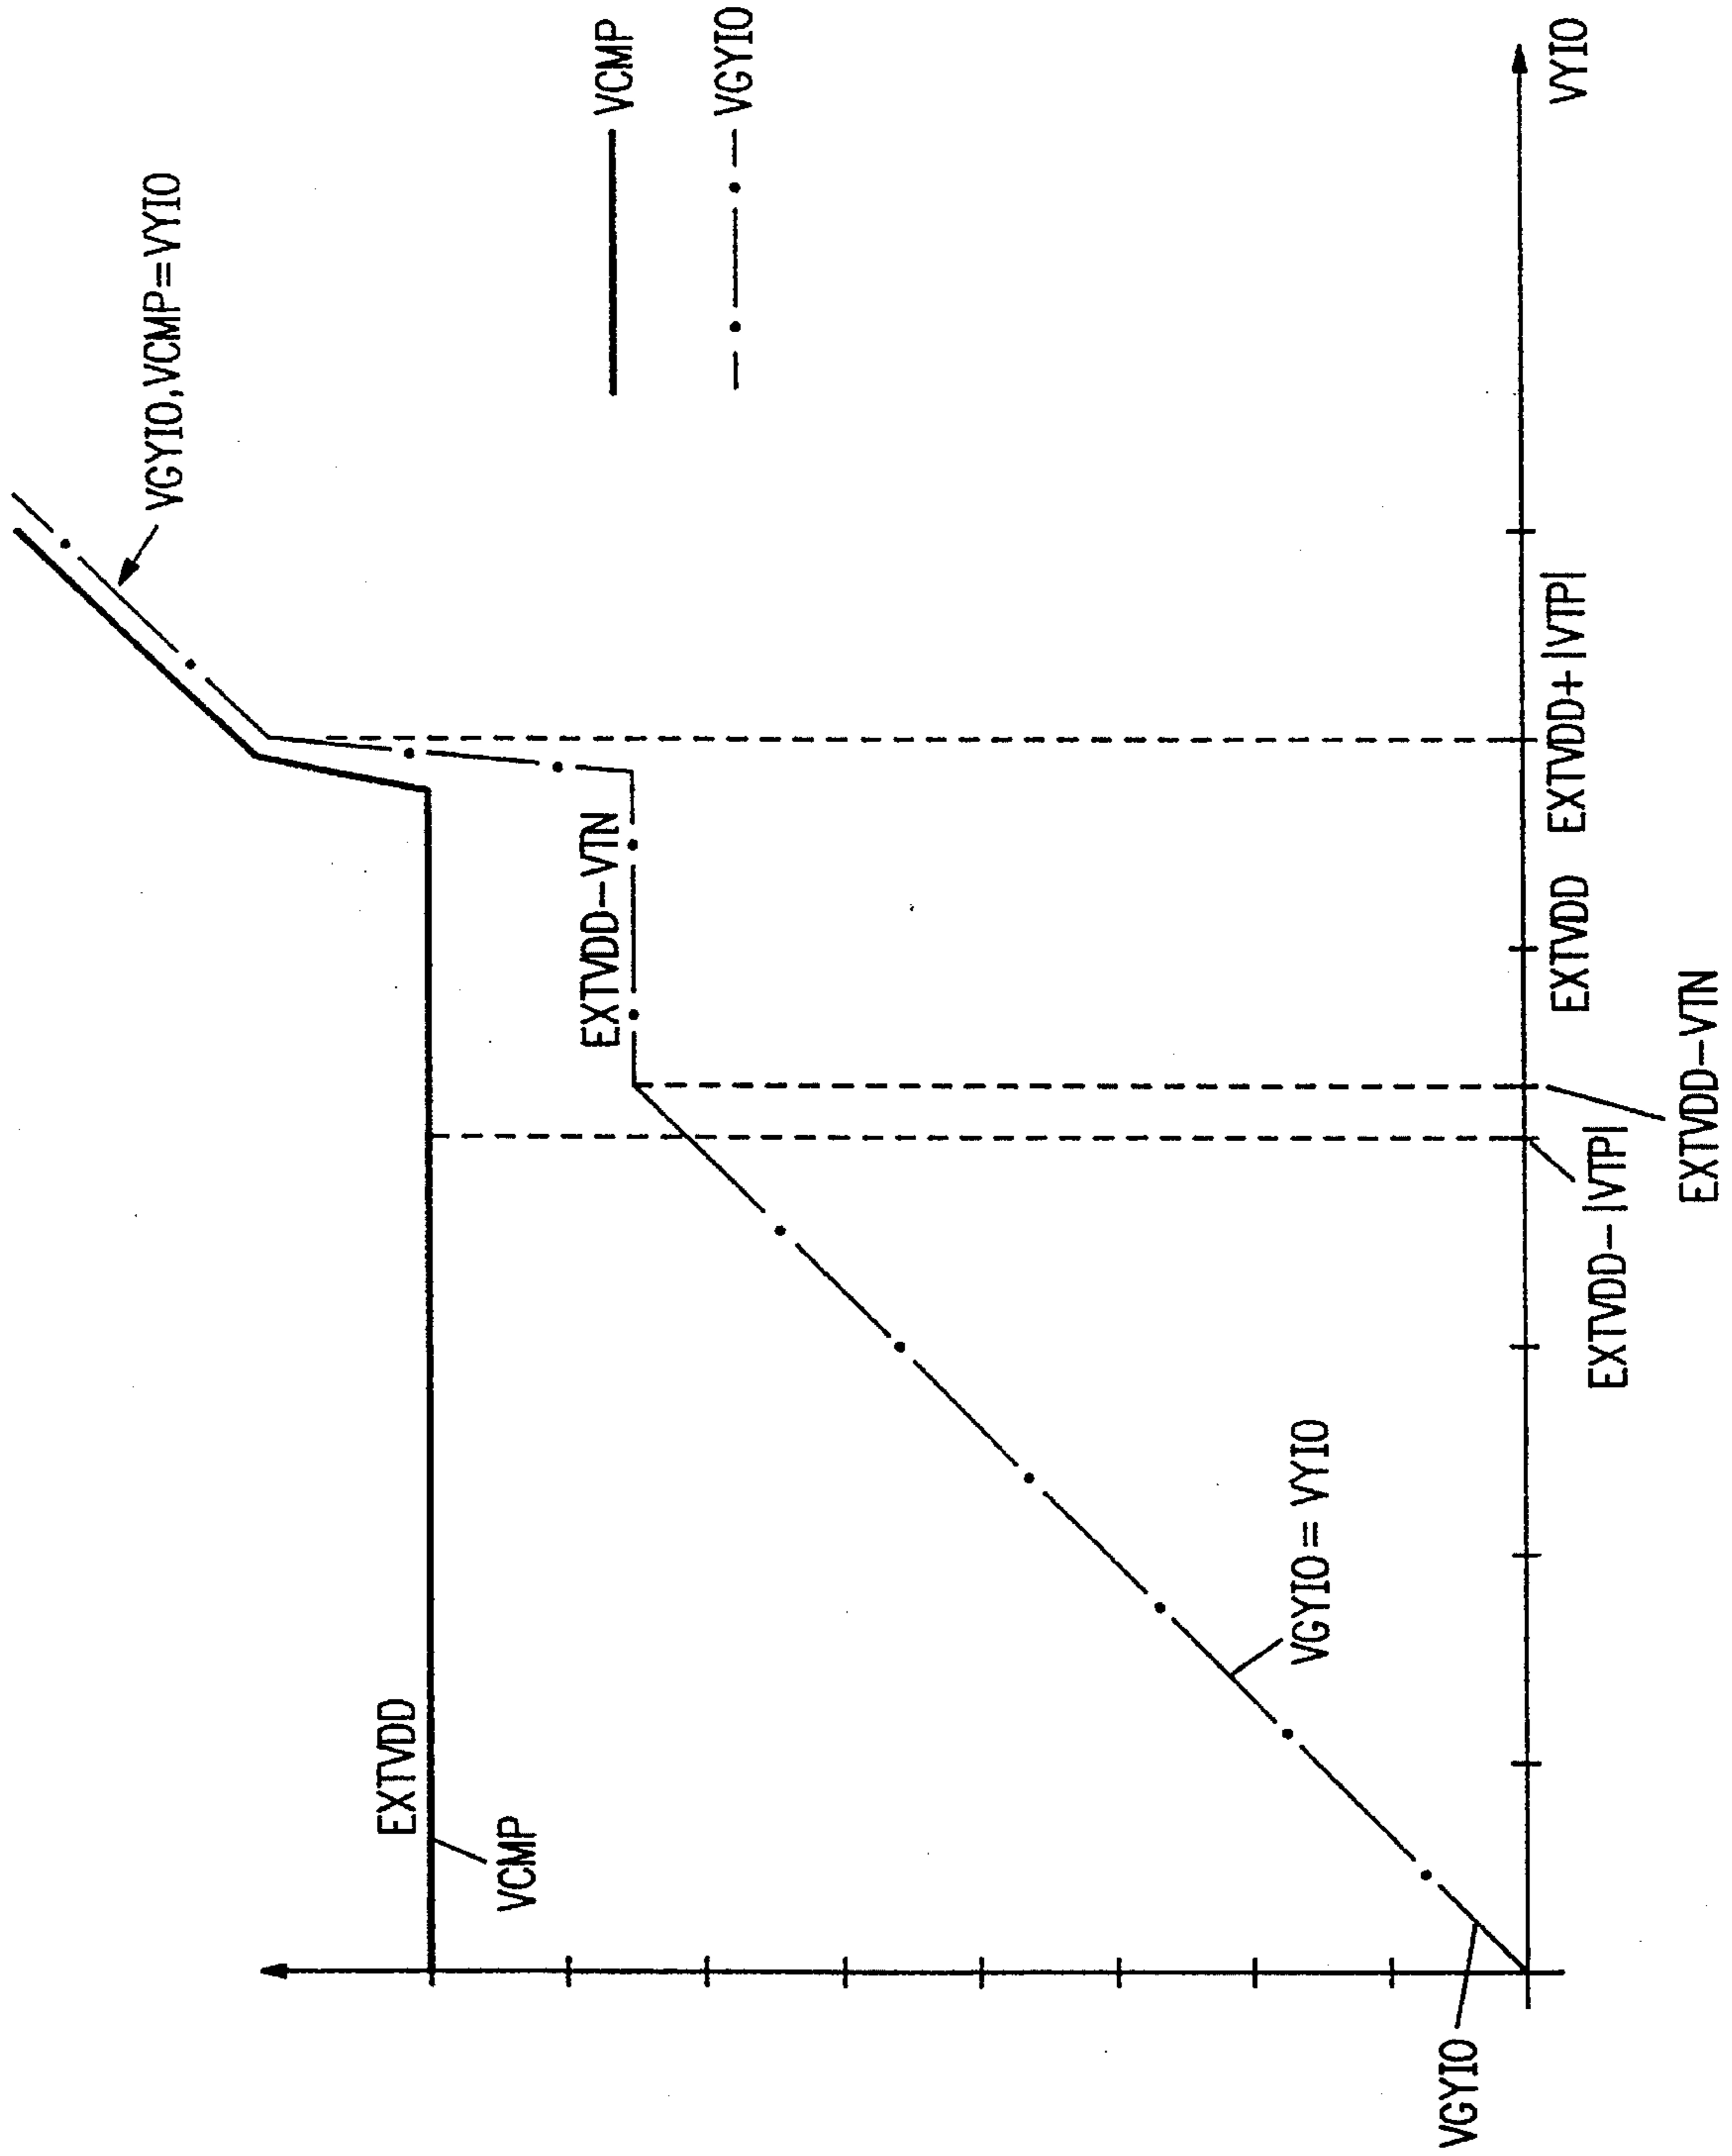 VGYIO,VCMP=VYIO
VCMP
VGYIO
EXTVDD
VCMP
EXTVDD-VTN
VGYIO= VYIO
VGYIO
EXTVDD
EXTVDD+|VTP|
VYIO
EXTVDD-|VTP|
EXTVDD-VTN